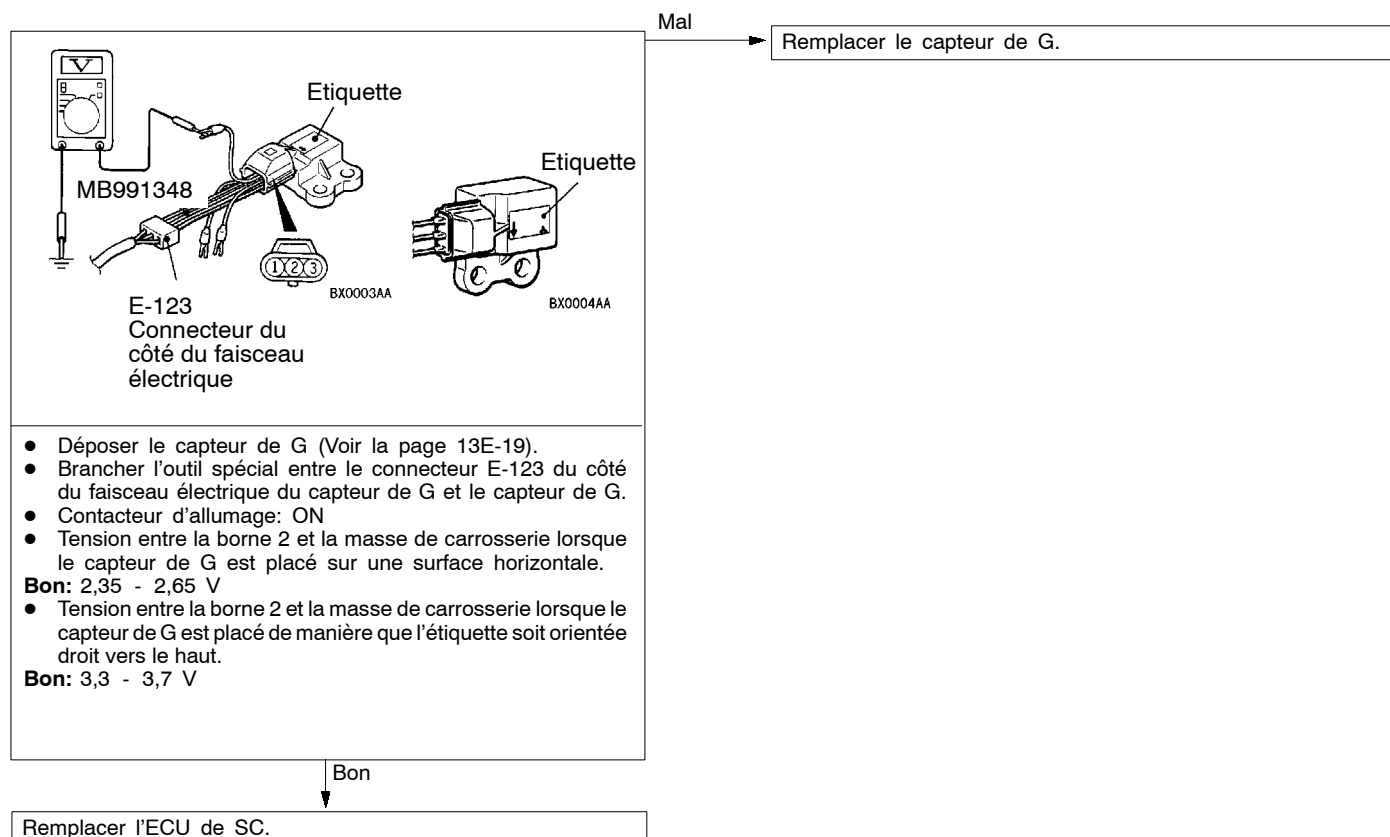 Mal
Remplacer le capteur de G.
V
Etiquette
Etiquette
MB991348
1 2 3
BX0003AA
BX0004AA
E-123
Connecteur du
côté du faisceau
électrique
● Déposer le capteur de G (Voir la page 13E-19).
● Brancher l'outil spécial entre le connecteur E-123 du côté
du faisceau électrique du capteur de G et le capteur de G.
● Contacteur d'allumage: ON
● Tension entre la borne 2 et la masse de carrosserie lorsque
le capteur de G est placé sur une surface horizontale.
Bon: 2,35 - 2,65 V
● Tension entre la borne 2 et la masse de carrosserie lorsque le
capteur de G est placé de manière que l'étiquette soit orientée
droit vers le haut.
Bon: 3,3 - 3,7 V
Bon
Remplacer l'ECU de SC.